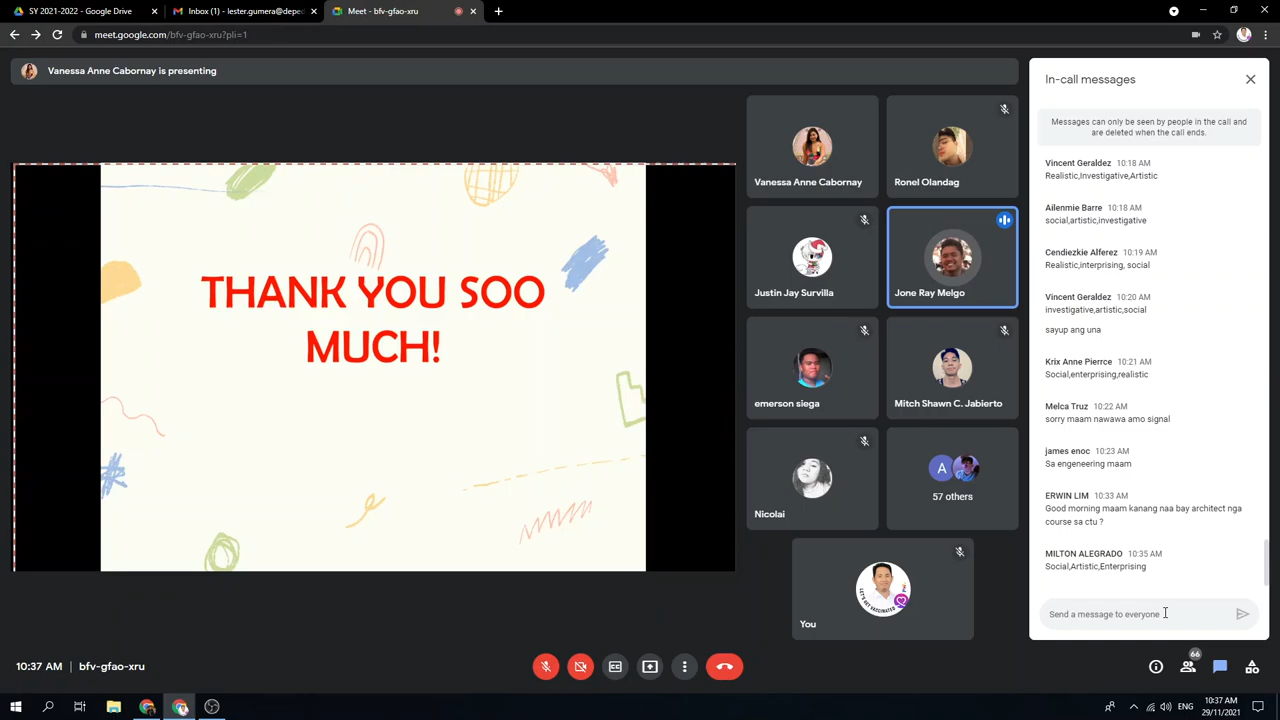 SY 2021-2022 - Google Drive
Inbox (1) - lester.gumera@depe
Meet - bfv-gfao-xru
meet.google.com/bfv-gfao-xru?pli=1
Vanessa Anne Cabornay is presenting
THANK YOU SOO
MUCH!
Vanessa Anne Cabornay
Ronel Olandag
Justin Jay Survilla
Jone Ray Melgo
emerson siega
Mitch Shawn C. Jabierto
Nicolai
A
57 others
You
In-call messages
Messages can only be seen by people in the call and
are deleted when the call ends.
Vincent Geraldez 10:18 AM
Realistic,Investigative,Artistic
Ailenmie Barre 10:18 AM
social,artistic,investigative
Cendiezkie Alferez 10:19 AM
Realistic,interprising, social
Vincent Geraldez 10:20 AM
investigative,artistic,social
sayup ang una
Krix Anne Pierrce 10:21 AM
Social,enterprising,realistic
Melca Truz 10:22 AM
sorry maam nawawa amo signal
james enoc 10:23 AM
Sa engeneering maam
ERWIN LIM 10:33 AM
Good morning maam kanang naa bay architect nga
course sa ctu ?
MILTON ALEGRADO 10:35 AM
Social,Artistic,Enterprising
Send a message to everyone
10:37 AM | bfv-gfao-xru
66
ENG
10:37 AM
29/11/2021